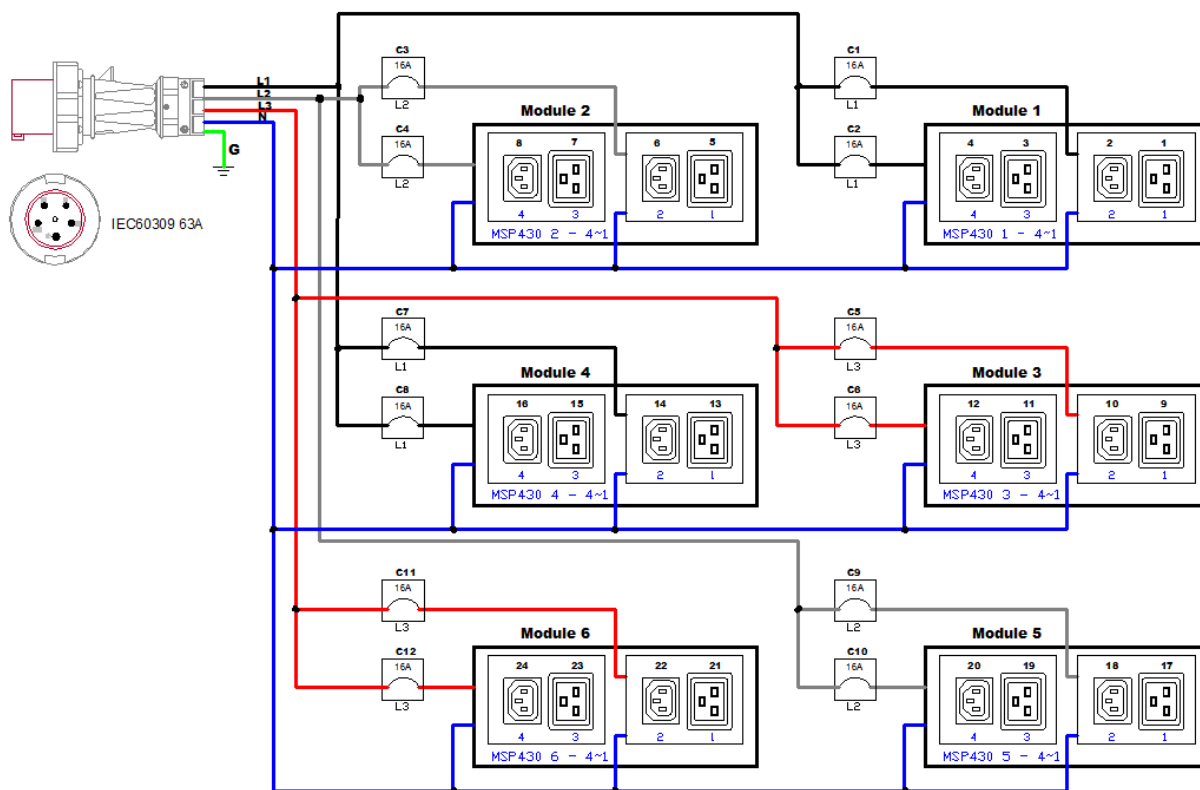 L1
L2
L3
N
G
IEC60309 63A
C3
16A
L2
C4
16A
L2
Module 2
8 7 6 5
4 3 2 1
MSP430 2 - 4~1
C1
16A
L1
C2
16A
L1
Module 1
4 3 2 1
4 3 2 1
MSP430 1 - 4~1
C7
16A
L1
C8
16A
L1
Module 4
16 15 14 13
4 3 2 1
MSP430 4 - 4~1
C5
16A
L3
C6
16A
L3
Module 3
12 11 10 9
4 3 2 1
MSP430 3 - 4~1
C11
16A
L3
C12
16A
L3
Module 6
24 23 22 21
4 3 2 1
MSP430 6 - 4~1
C9
16A
L2
C10
16A
L2
Module 5
20 19 18 17
4 3 2 1
MSP430 5 - 4~1